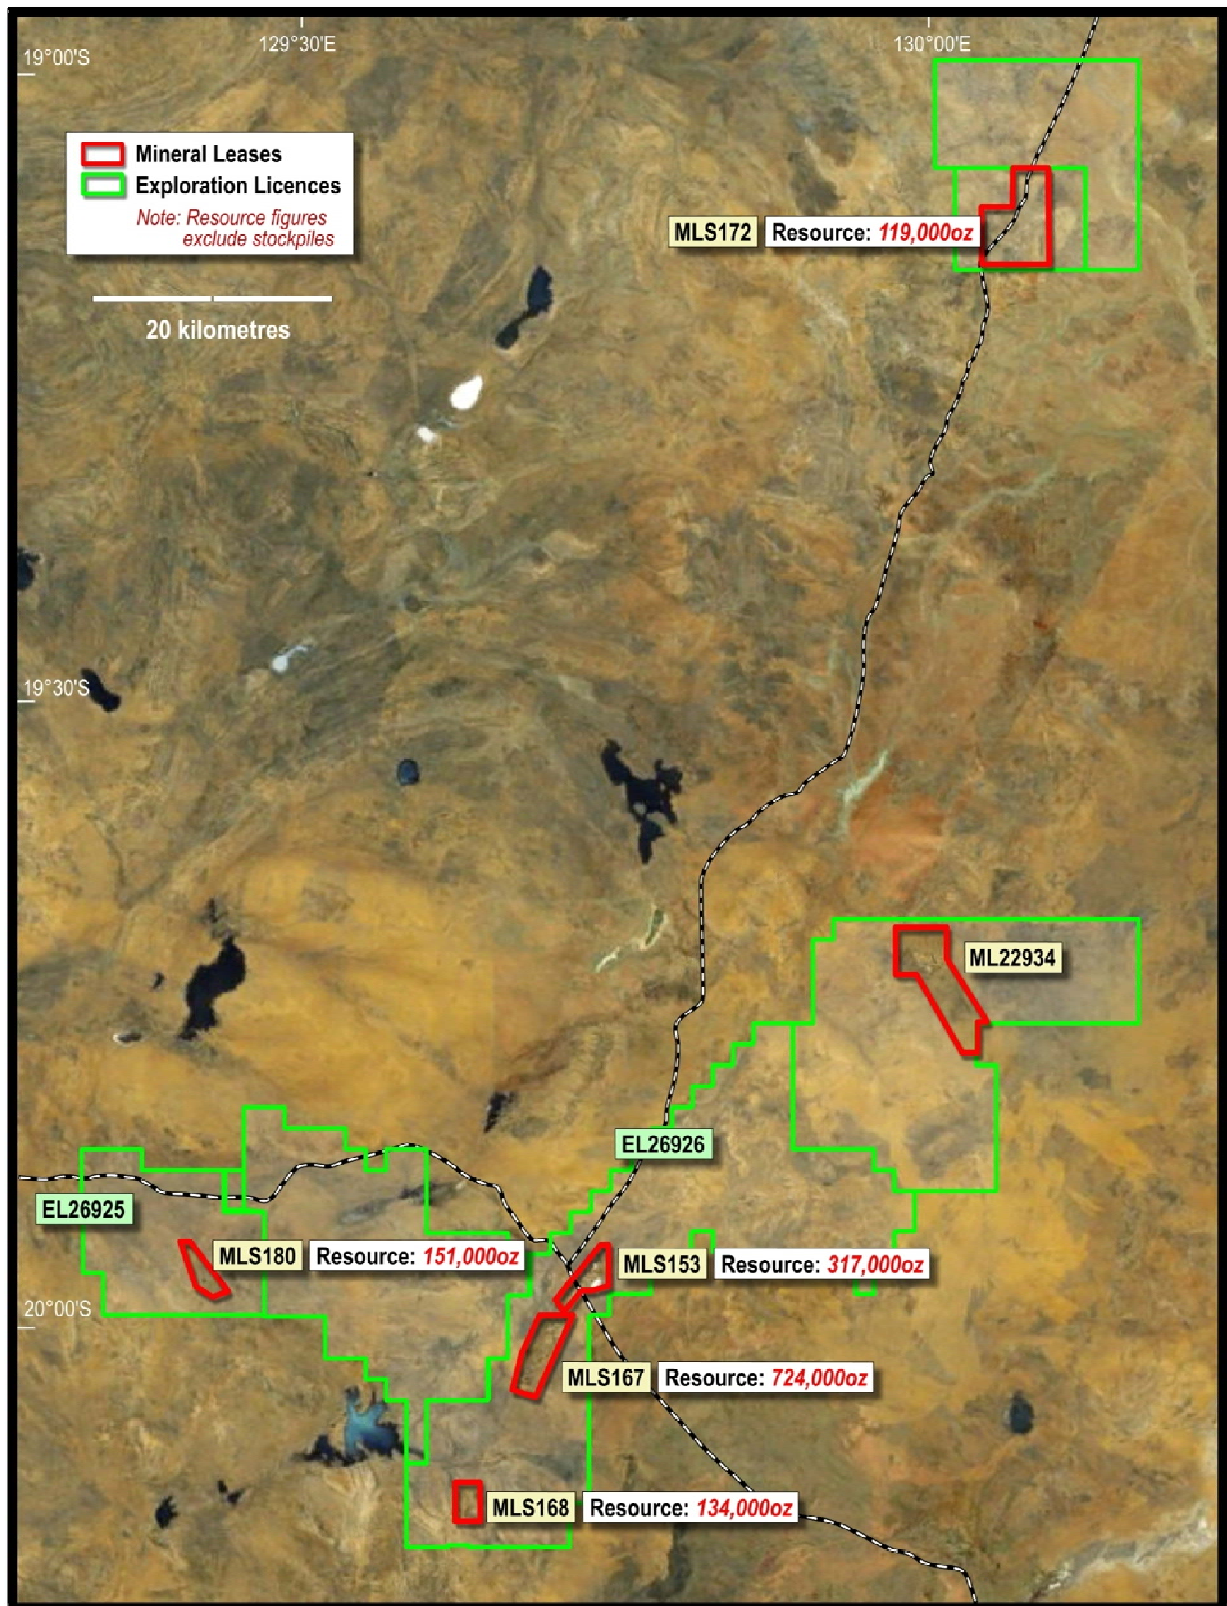 129°30'E
130°00'E
19°00'S
Mineral Leases
Exploration Licences
Note: Resource figures
exclude stockpiles
MLS172 Resource: 119,000oz
20 kilometres
19°30'S
ML22934
EL26926
EL26925
MLS180 Resource: 151,000oz
MLS153 Resource: 317,000oz
20°00'S
MLS167 Resource: 724,000oz
MLS168 Resource: 134,000oz